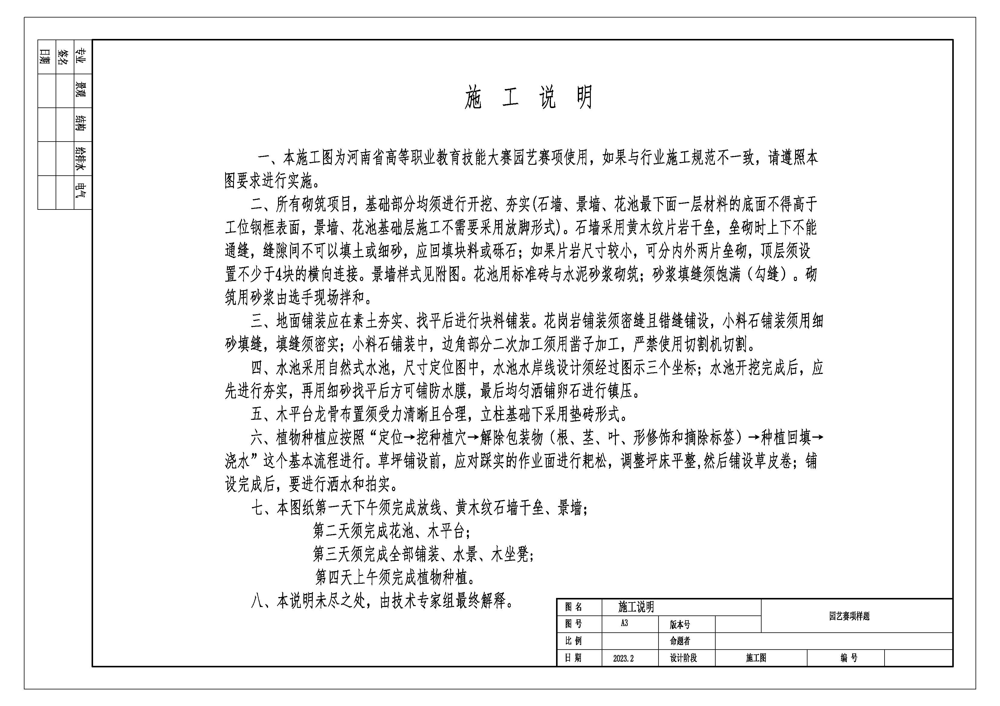 专业
签名
日期
景观
结构
给排水
电气
施 工 说 明
一、本施工图为河南省高等职业教育技能大赛园艺赛项使用，如果与行业施工规范不一致，请遵照本
图要求进行实施。
二、所有砌筑项目，基础部分均须进行开挖、夯实(石墙、景墙、花池最下面一层材料的底面不得高于
工位钢框表面，景墙、花池基础层施工不需要采用放脚形式)。石墙采用黄木纹片岩干垒，垒砌时上下不能
通缝，缝隙间不可以填土或细砂，应回填块料或砾石；如果片岩尺寸较小，可分内外两片垒砌，顶层须设
置不少于4块的横向连接。景墙样式见附图。花池用标准砖与水泥砂浆砌筑；砂浆填缝须饱满（勾缝）。砌
筑用砂浆由选手现场拌和。
三、地面铺装应在素土夯实、找平后进行块料铺装。花岗岩铺装须密缝且错缝铺设，小料石铺装须用细
砂填缝，填缝须密实；小料石铺装中，边角部分二次加工须用凿子加工，严禁使用切割机切割。
四、水池采用自然式水池，尺寸定位图中，水池水岸线设计须经过图示三个坐标；水池开挖完成后，应
先进行夯实，再用细砂找平后方可铺防水膜，最后均匀洒铺卵石进行镇压。
五、木平台龙骨布置须受力清晰且合理，立柱基础下采用垫砖形式。
六、植物种植应按照“定位→挖种植穴→解除包装物（根、茎、叶、形修饰和摘除标签）→种植回填→
浇水”这个基本流程进行。草坪铺设前，应对踩实的作业面进行耙松，调整坪床平整,然后铺设草皮卷；铺
设完成后，要进行洒水和拍实。
七、本图纸第一天下午须完成放线、黄木纹石墙干垒、景墙；
第二天须完成花池、木平台；
第三天须完成全部铺装、水景、木坐凳；
第四天上午须完成植物种植。
八、本说明未尽之处，由技术专家组最终解释。
图 名 施工说明 园艺赛项样题
图 号 A3 版本号
比 例 命题者
日 期 2023.2 设计阶段 施工图 编 号